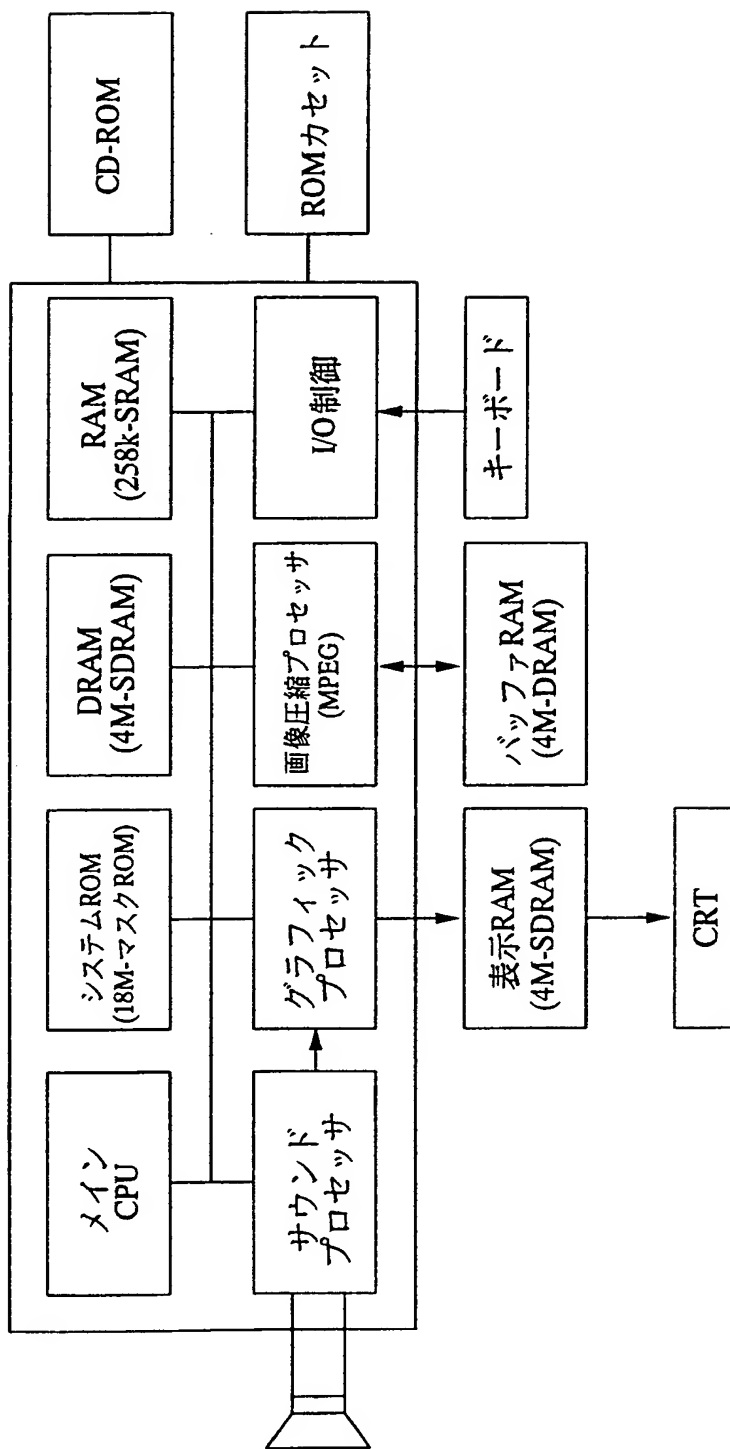 メイン
CPU
システムROM
(18M-マスクROM)
DRAM
(4M-SDRAM)
RAM
(258k-SRAM)
CD-ROM
サウンド
プロセッサ
グラフィック
プロセッサ
画像圧縮プロセッサ
(MPEG)
I/O制御
ROMカセット
表示RAM
(4M-SDRAM)
バッファRAM
(4M-DRAM)
キーボード
CRT